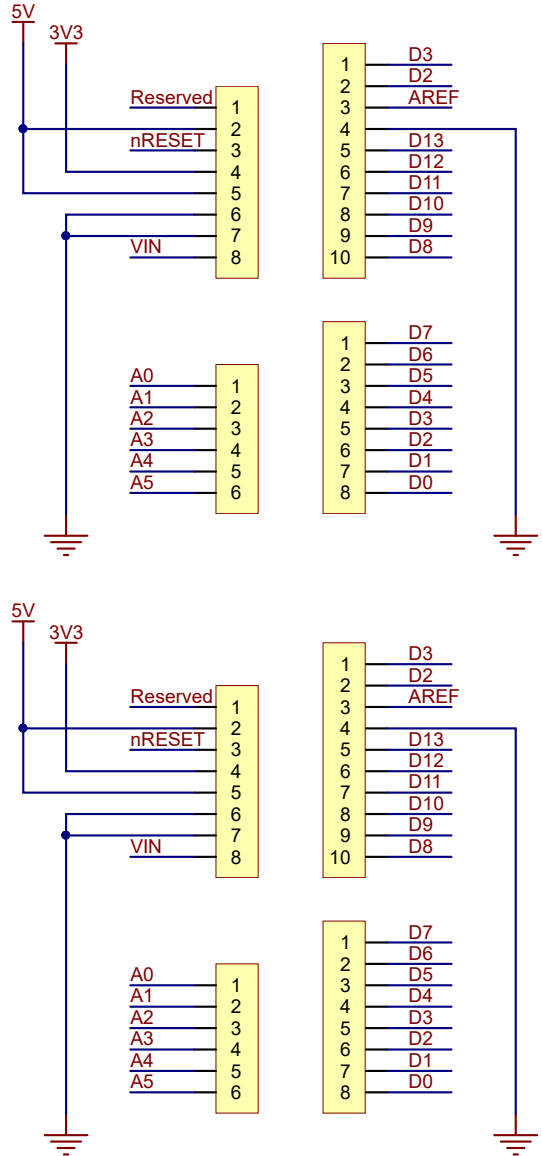 5V
3V3
Reserved 1
2
nRESET 3
4
5
6
7
VIN 8
1 D3
2 D2
3 AREF
4
5 D13
6 D12
7 D11
8 D10
9 D9
10 D8
A0 1
A1 2
A2 3
A3 4
A4 5
A5 6
1 D7
2 D6
3 D5
4 D4
5 D3
6 D2
7 D1
8 D0
5V
3V3
Reserved 1
2
nRESET 3
4
5
6
7
VIN 8
1 D3
2 D2
3 AREF
4
5 D13
6 D12
7 D11
8 D10
9 D9
10 D8
A0 1
A1 2
A2 3
A3 4
A4 5
A5 6
1 D7
2 D6
3 D5
4 D4
5 D3
6 D2
7 D1
8 D0